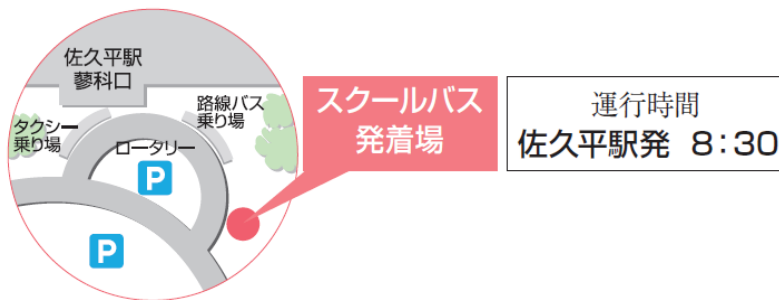 佐久平駅
蓼科口
路線バス
乗り場
タクシー
乗り場
ロータリー
P
P
スクールバス
発着場
運行時間
佐久平駅発 8:30